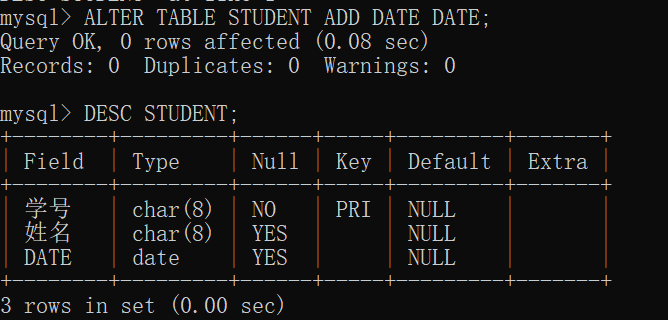 mysql> ALTER TABLE STUDENT ADD DATE DATE;
Query OK, 0 rows affected (0.08 sec)
Records: 0  Duplicates: 0  Warnings: 0
mysql> DESC STUDENT;
+--------+---------+------+-----+---------+-------+
| Field | Type | Null | Key | Default | Extra |
+--------+---------+------+-----+---------+-------+
| 学号 | char(8) | NO | PRI | NULL | |
| 姓名 | char(8) | YES | | NULL | |
| DATE | date | YES | | NULL | |
+--------+---------+------+-----+---------+-------+
3 rows in set (0.00 sec)